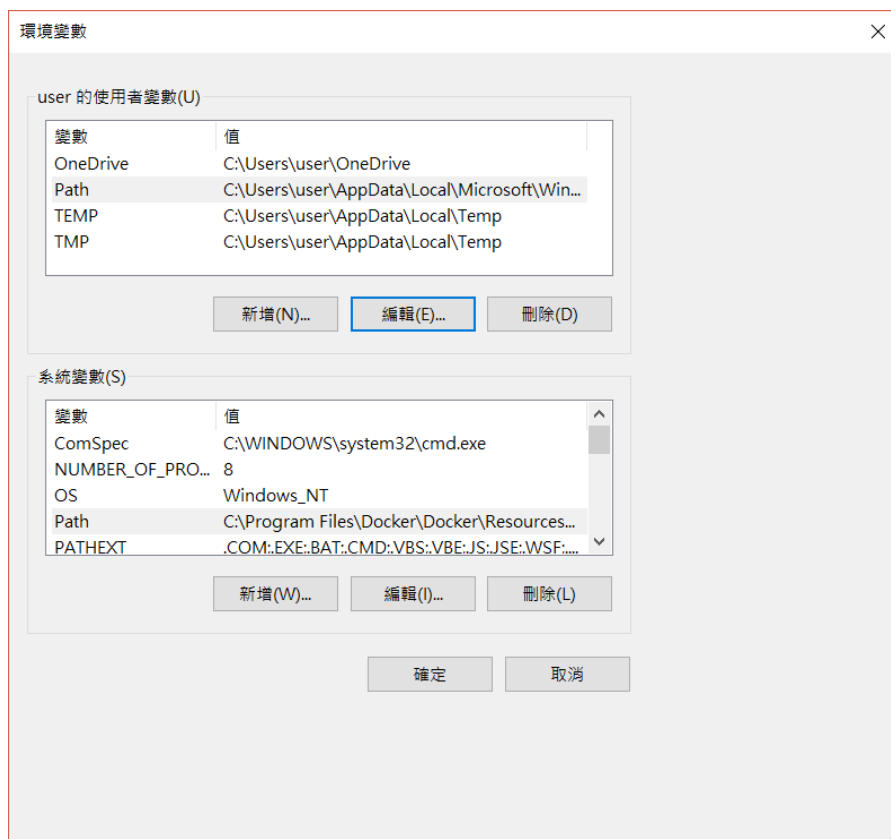 環境變數
user 的使用者變數(U)
變數 值
OneDrive C:\Users\user\OneDrive
Path C:\Users\user\AppData\Local\Microsoft\Win...
TEMP C:\Users\user\AppData\Local\Temp
TMP C:\Users\user\AppData\Local\Temp
新增(N)... 編輯(E)... 刪除(D)
系統變數(S)
變數 值
ComSpec C:\WINDOWS\system32\cmd.exe
NUMBER_OF_PRO... 8
OS Windows_NT
Path C:\Program Files\Docker\Docker\Resources...
PATHEXT .COM;.EXE;.BAT;.CMD;.VBS;.VBE;.JS;.JSE;.WSF;....
新增(W)... 編輯(I)... 刪除(L)
確定 取消